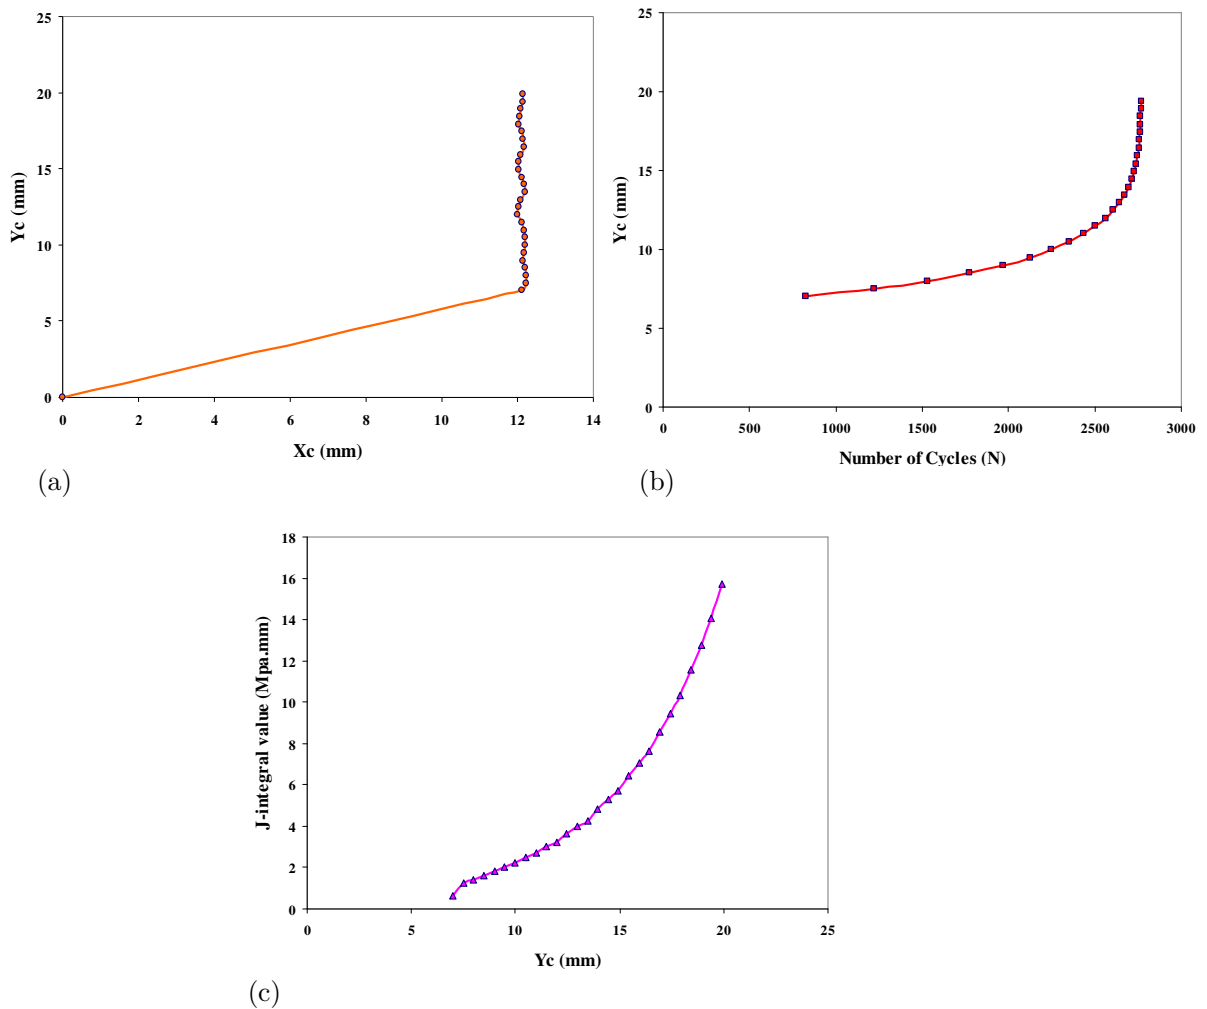 25
20
15
10
5
0
Yc (mm)
0 2 4 6 8 10 12 14
Xc (mm)
(a)
25
20
15
10
5
0
Yc (mm)
0 500 1000 1500 2000 2500 3000
Number of Cycles (N)
(b)
18
16
14
12
10
8
6
4
2
0
J-integral value (Mpa.mm)
0 5 10 15 20 25
Yc (mm)
(c)